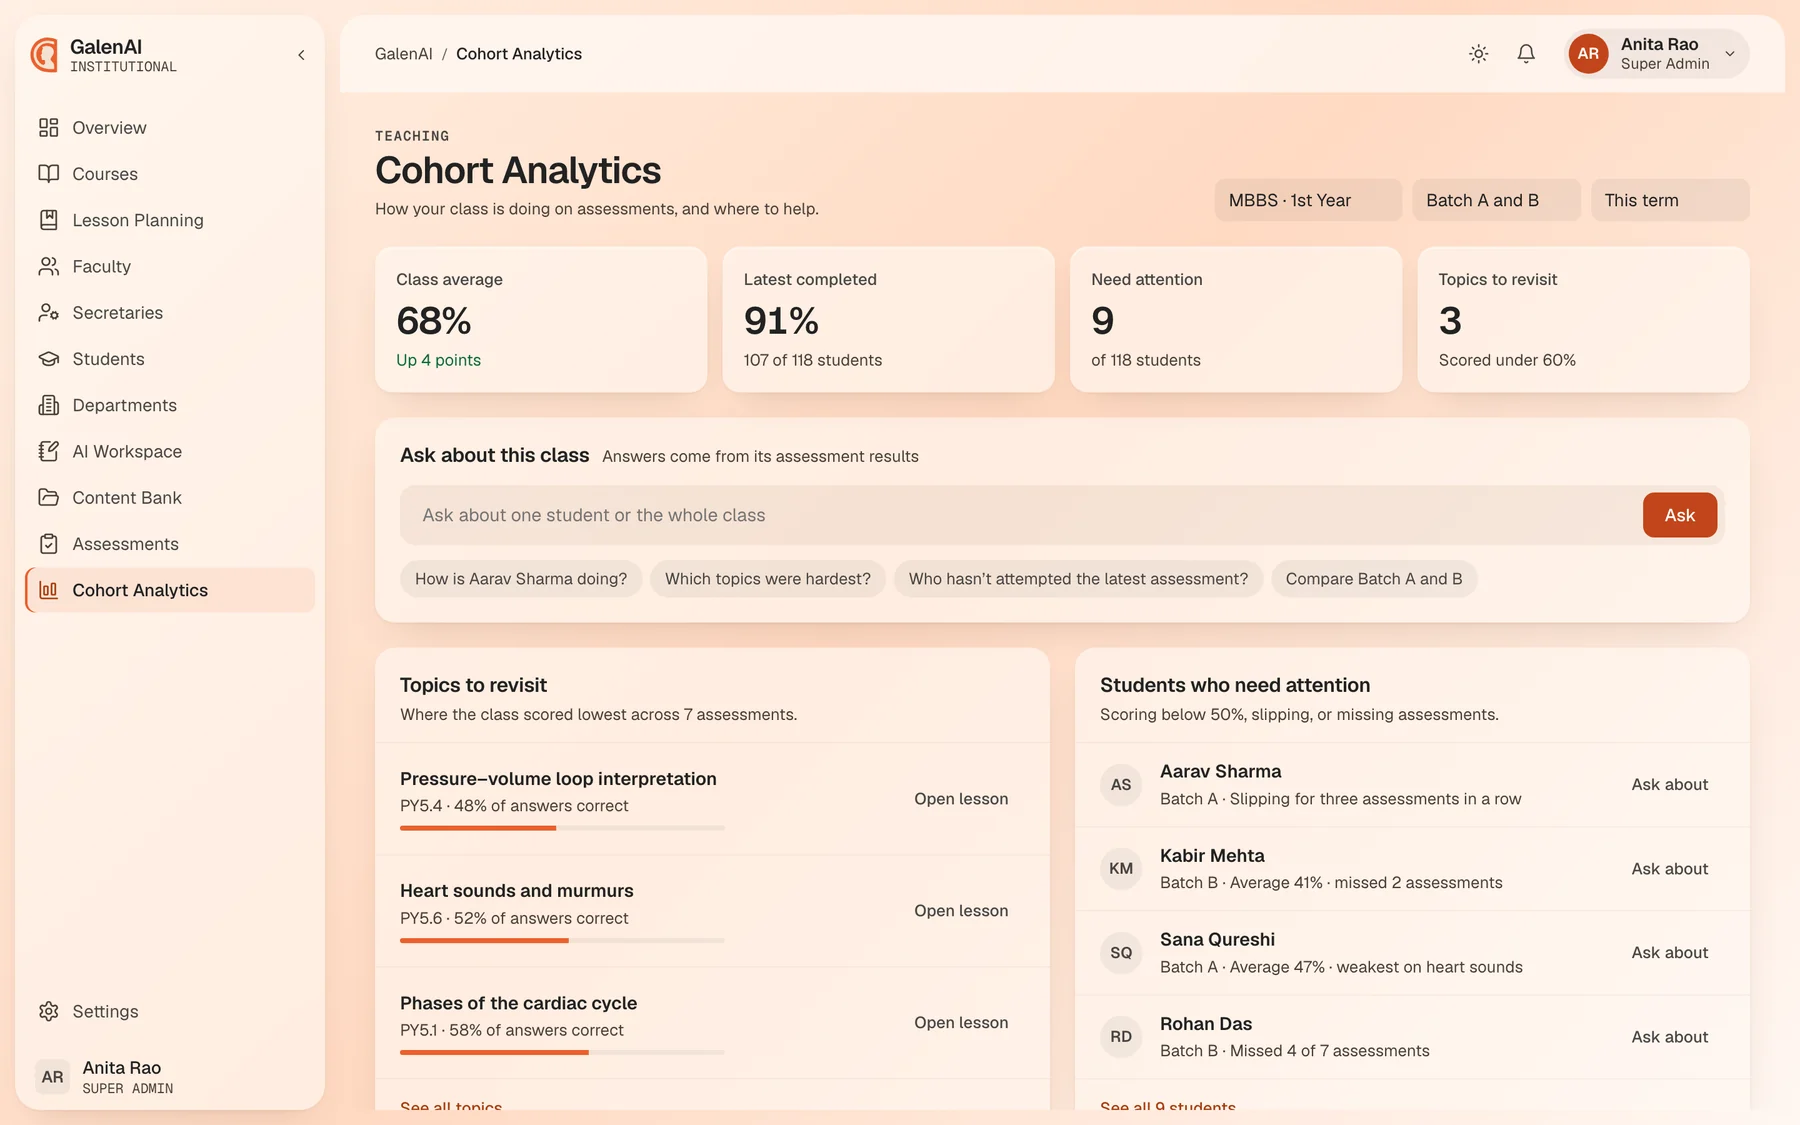 GalenAI
INSTITUTIONAL
Overview
Courses
Lesson Planning
Faculty
Secretaries
Students
Departments
AI Workspace
Content Bank
Assessments
Cohort Analytics
Settings
AR
Anita Rao
SUPER ADMIN
GalenAI / Cohort Analytics
AR
Anita Rao
Super Admin
TEACHING
Cohort Analytics
How your class is doing on assessments, and where to help.
MBBS · 1st Year
Batch A and B
This term
Class average
68%
Up 4 points
Latest completed
91%
107 of 118 students
Need attention
9
of 118 students
Topics to revisit
3
Scored under 60%
Ask about this class Answers come from its assessment results
Ask about one student or the whole class
Ask
How is Aarav Sharma doing?
Which topics were hardest?
Who hasn’t attempted the latest assessment?
Compare Batch A and B
Topics to revisit
Where the class scored lowest across 7 assessments.
Pressure–volume loop interpretation
PY5.4 · 48% of answers correct
Open lesson
Heart sounds and murmurs
PY5.6 · 52% of answers correct
Open lesson
Phases of the cardiac cycle
PY5.1 · 58% of answers correct
Open lesson
See all topics
Students who need attention
Scoring below 50%, slipping, or missing assessments.
AS
Aarav Sharma
Batch A · Slipping for three assessments in a row
Ask about
KM
Kabir Mehta
Batch B · Average 41% · missed 2 assessments
Ask about
SQ
Sana Qureshi
Batch A · Average 47% · weakest on heart sounds
Ask about
RD
Rohan Das
Batch B · Missed 4 of 7 assessments
Ask about
See all 9 students